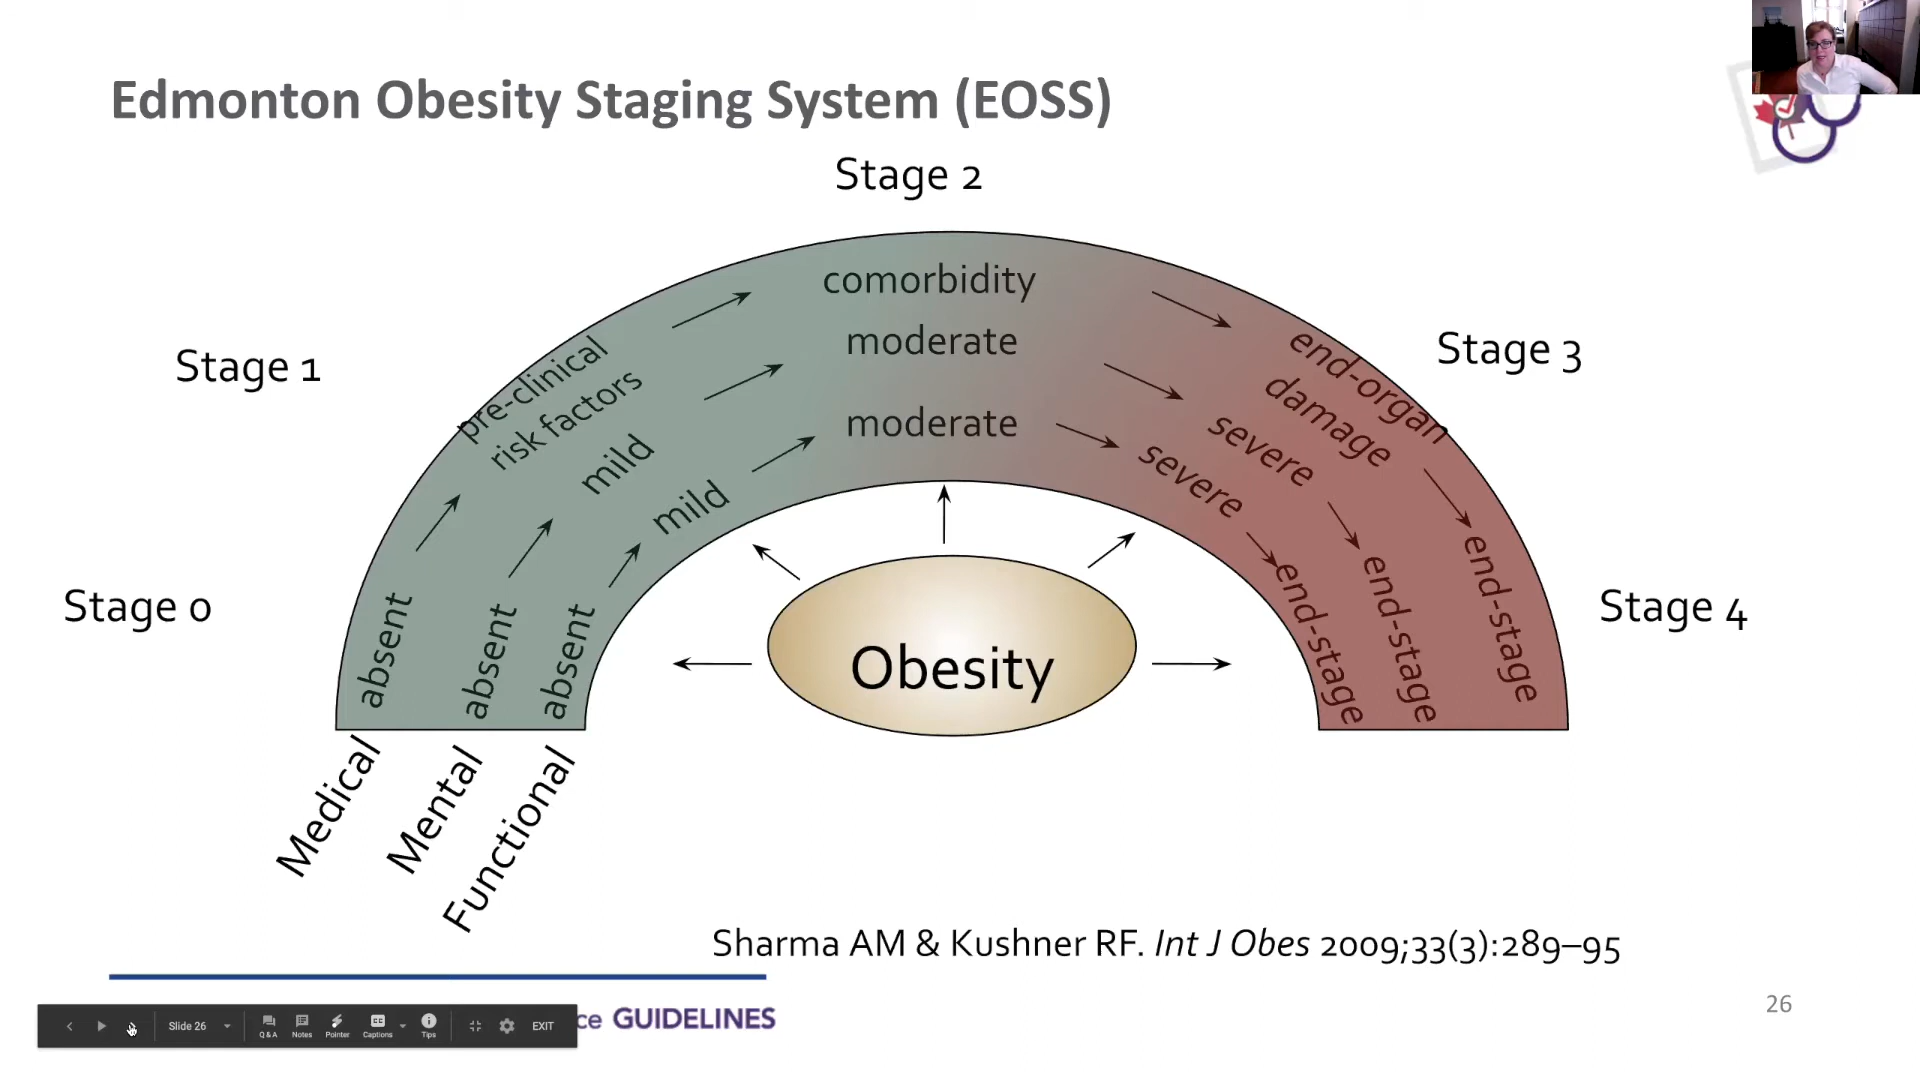 Edmonton Obesity Staging System (EOSS)
Stage 2
comorbidity
moderate
moderate
Stage 1
pre-clinical
risk factors
mild
mild
Stage 3
end-organ
damage
severe
severe
Stage 0
absent
absent
absent
Obesity
end-stage
end-stage
end-stage
Stage 4
Medical
Mental
Functional
Sharma AM & Kushner RF. Int J Obes 2009;33(3):289–95
ce GUIDELINES
26
Slide 26
Q&A
Notes
Pointer
Captions
Tips
EXIT